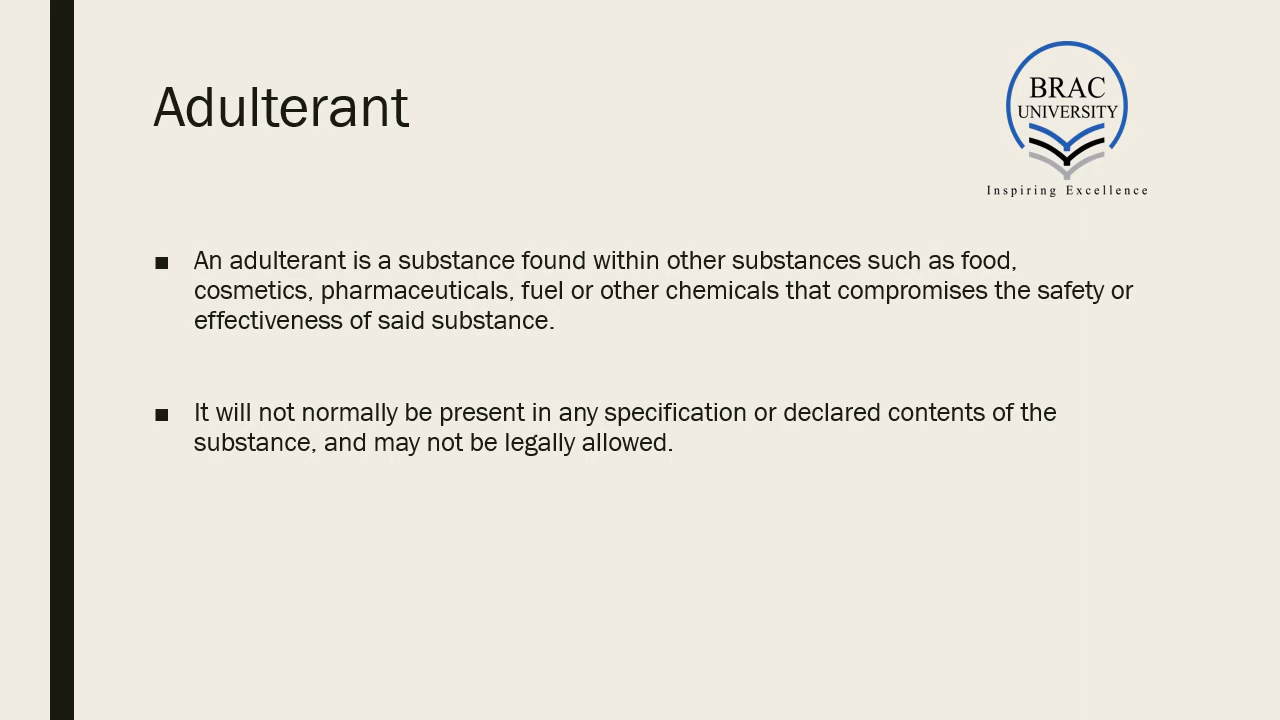 Adulterant
BRAC
UNIVERSITY
Inspiring Excellence
■ An adulterant is a substance found within other substances such as food,
cosmetics, pharmaceuticals, fuel or other chemicals that compromises the safety or
effectiveness of said substance.
■ It will not normally be present in any specification or declared contents of the
substance, and may not be legally allowed.